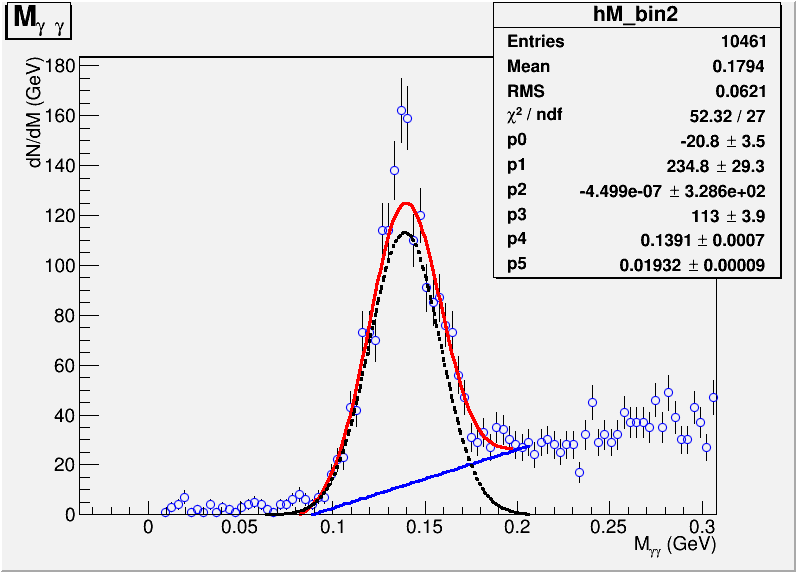 Mγ γ
hM_bin2
Entries 10461
Mean 0.1794
RMS 0.0621
χ² / ndf 52.32 / 27
p0 -20.8 ± 3.5
p1 234.8 ± 29.3
p2 -4.499e-07 ± 3.286e+02
p3 113 ± 3.9
p4 0.1391 ± 0.0007
p5 0.01932 ± 0.00009
dN/dM (GeV)
180
160
140
120
100
80
60
40
20
0
0 0.05 0.1 0.15 0.2 0.25 0.3
Mγγ (GeV)